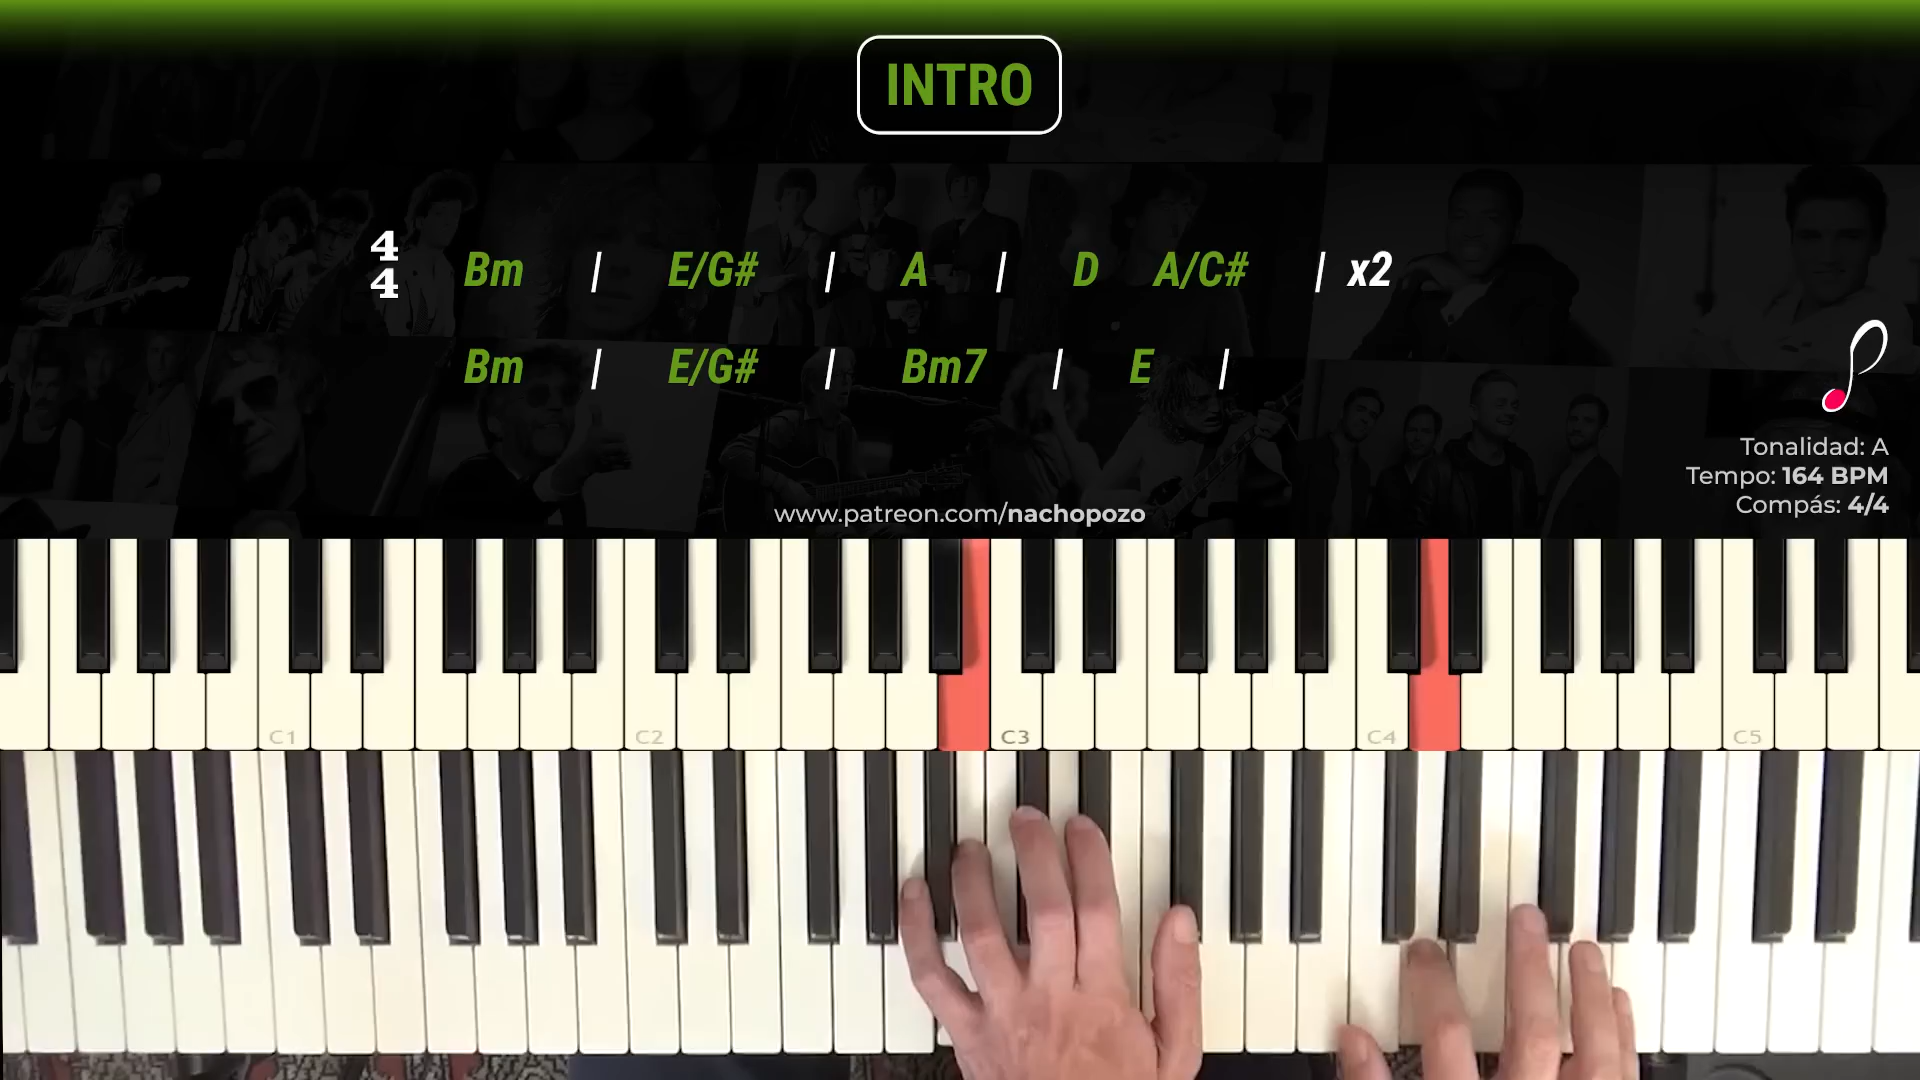 INTRO
4
4
Bm | E/G# | A | D A/C# | x2
Bm | E/G# | Bm7 | E |
Tonalidad: A
Tempo: 164 BPM
Compás: 4/4
www.patreon.com/nachopozo
C1 C2 C3 C4 C5